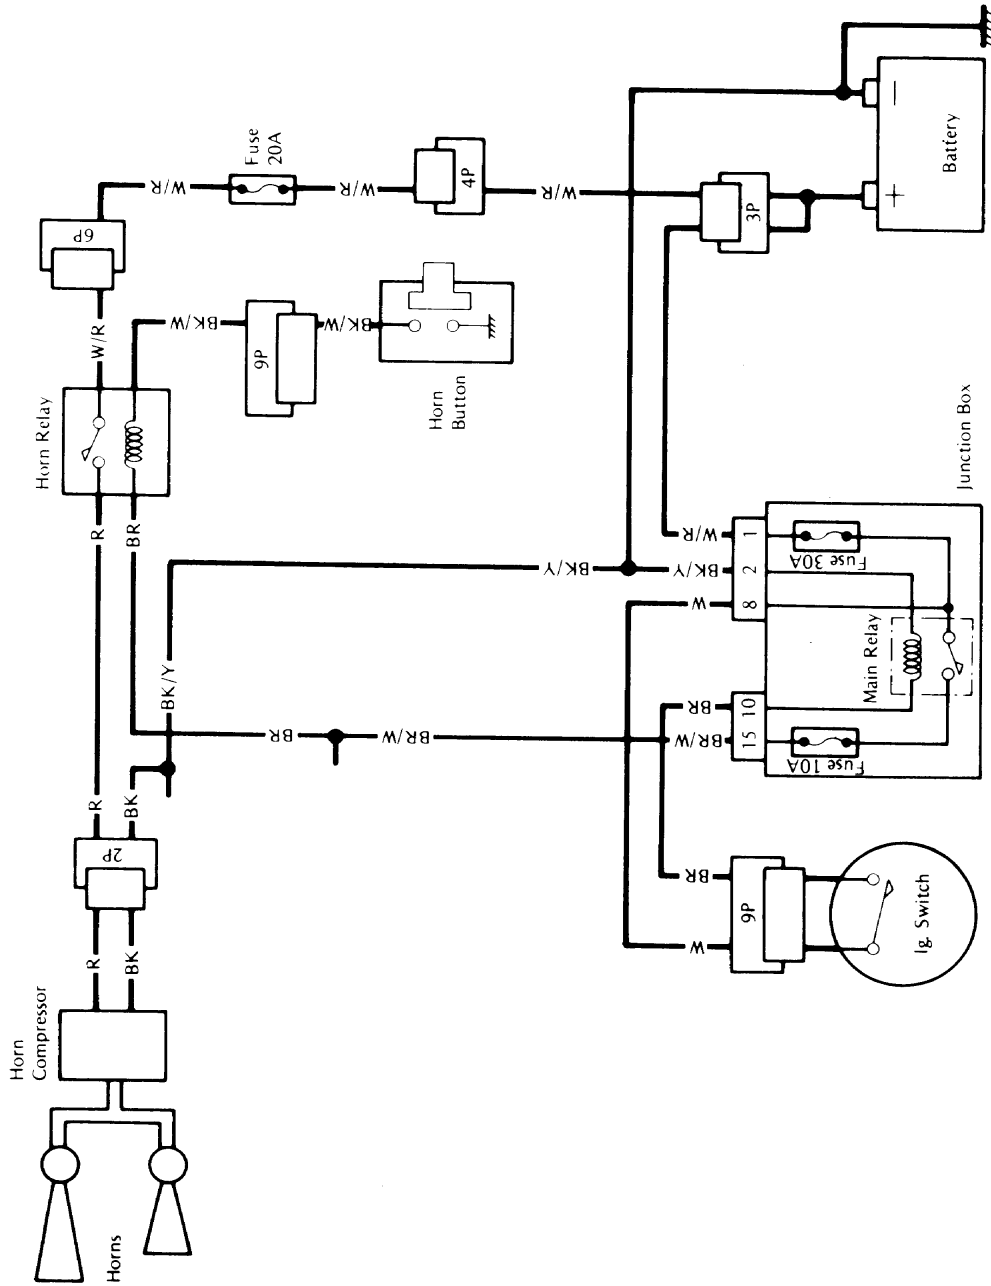 Horns
Horn
Compressor
R
BK
2P
R
BK
BK/Y
R
BR
Horn Relay
W/R
6P
W/R
Fuse
20A
W/R
4P
W/R
BK/W
9P
BK/W
Horn
Button
BR
BR/W
BK/Y
BK/Y
W/R
W
BR
BR/W
BR
W
9P
Ig. Switch
3P
+
−
Battery
Junction Box
1
2
8
10
15
Fuse 30A
Main Relay
Fuse 10A